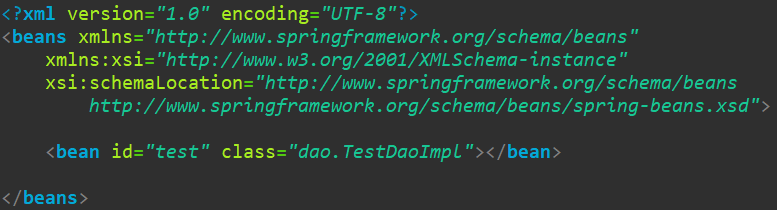 <?xml version="1.0" encoding="UTF-8"?>
<beans xmlns="http://www.springframework.org/schema/beans"
    xmlns:xsi="http://www.w3.org/2001/XMLSchema-instance"
    xsi:schemaLocation="http://www.springframework.org/schema/beans
        http://www.springframework.org/schema/beans/spring-beans.xsd">
    <bean id="test" class="dao.TestDaoImpl"></bean>
</beans>